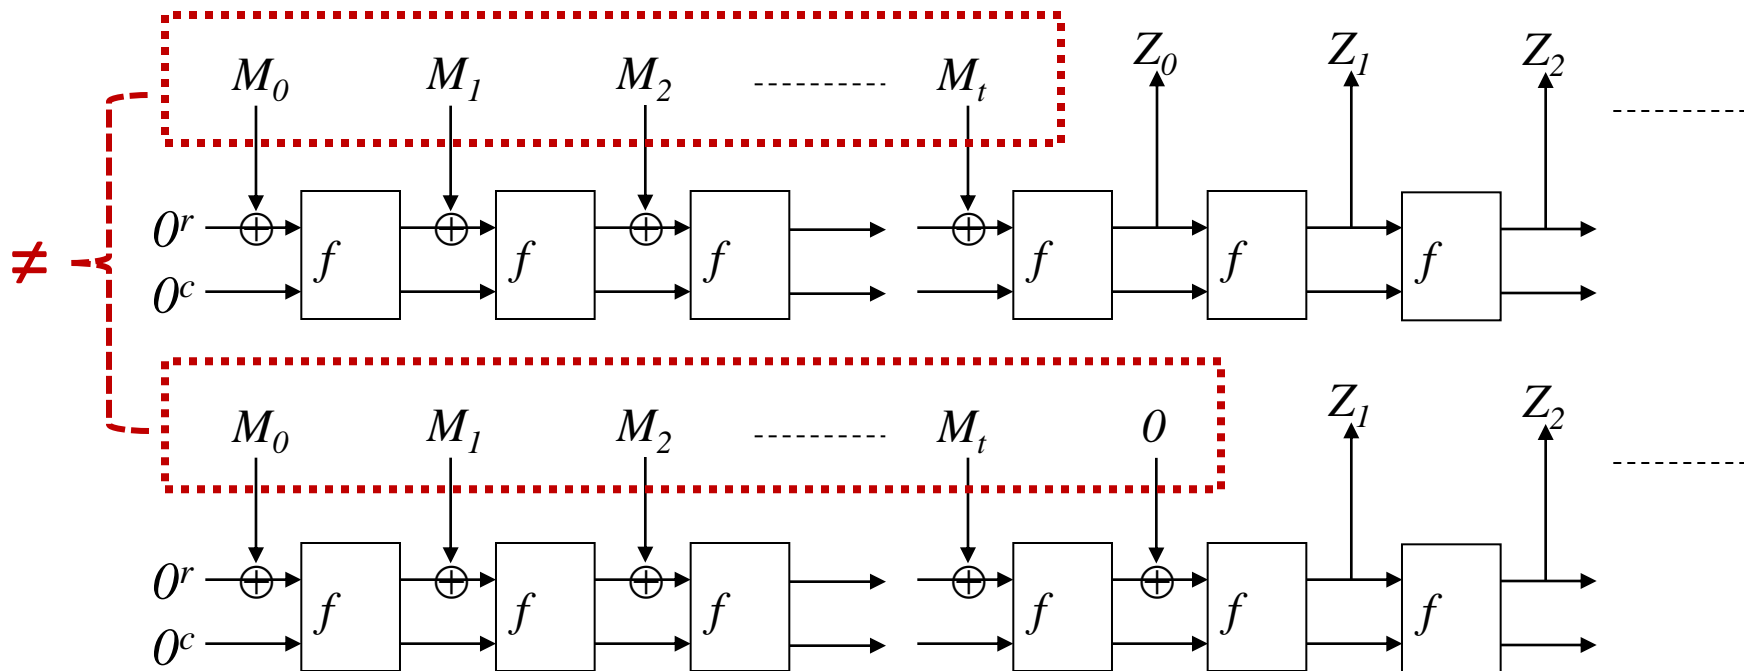 M₀ M₁ M₂ Mₜ Z₀ Z₁ Z₂
0ʳ f f f f f f
≠
0ᶜ
M₀ M₁ M₂ Mₜ 0 Z₁ Z₂
0ʳ f f f f f f
0ᶜ